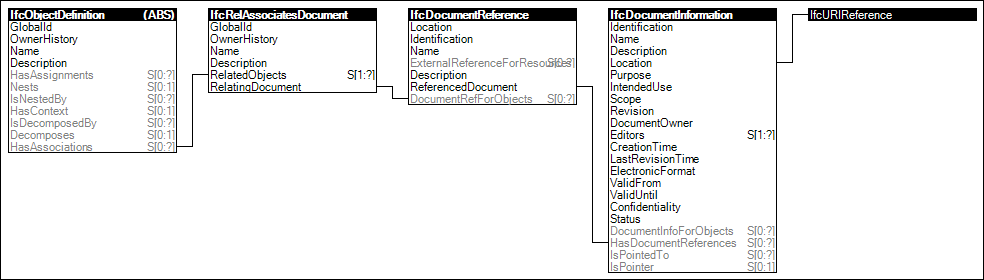 IfcObjectDefinition (ABS)
GlobalId
OwnerHistory
Name
Description
HasAssignments S[0:?]
Nests S[0:1]
IsNestedBy S[0:?]
HasContext S[0:1]
IsDecomposedBy S[0:?]
Decomposes S[0:1]
HasAssociations S[0:?]
IfcRelAssociatesDocument
GlobalId
OwnerHistory
Name
Description
RelatedObjects S[1:?]
RelatingDocument
IfcDocumentReference
Location
Identification
Name
ExternalReferenceForResources S[0:?]
Description
ReferencedDocument
DocumentRefForObjects S[0:?]
IfcDocumentInformation
Identification
Name
Description
Location
Purpose
IntendedUse
Scope
Revision
DocumentOwner
Editors S[1:?]
CreationTime
LastRevisionTime
ElectronicFormat
ValidFrom
ValidUntil
Confidentiality
Status
DocumentInfoForObjects S[0:?]
HasDocumentReferences S[0:?]
IsPointedTo S[0:?]
IsPointer S[0:1]
IfcURIReference